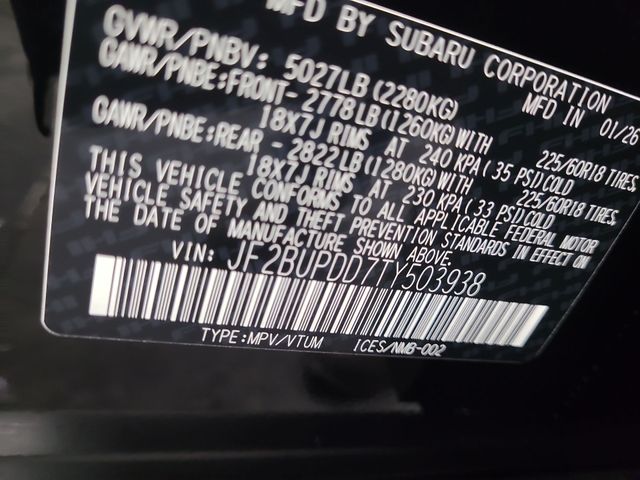 MFD BY SUBARU CORPORATION
GVWR/PNBV: 5027LB(2280KG) MFD IN 01/26
GAWR/PNBE:FRONT- 2778LB(1260KG)WITH 225/60R18 TIRES,
18X7J RIMS AT 240 KPA( 35 PSI)COLD
GAWR/PNBE:REAR - 2822LB(1280KG)WITH 225/60R18 TIRES,
18X7J RIMS AT 230 KPA( 33 PSI)COLD
THIS VEHICLE CONFORMS TO ALL APPLICABLE FEDERAL MOTOR
VEHICLE SAFETY AND THEFT PREVENTION STANDARDS IN EFFECT ON
THE DATE OF MANUFACTURE SHOWN ABOVE.
VIN: JF2BUPDD7TY503938
TYPE:MPV/VTUM ICES/NMB-002